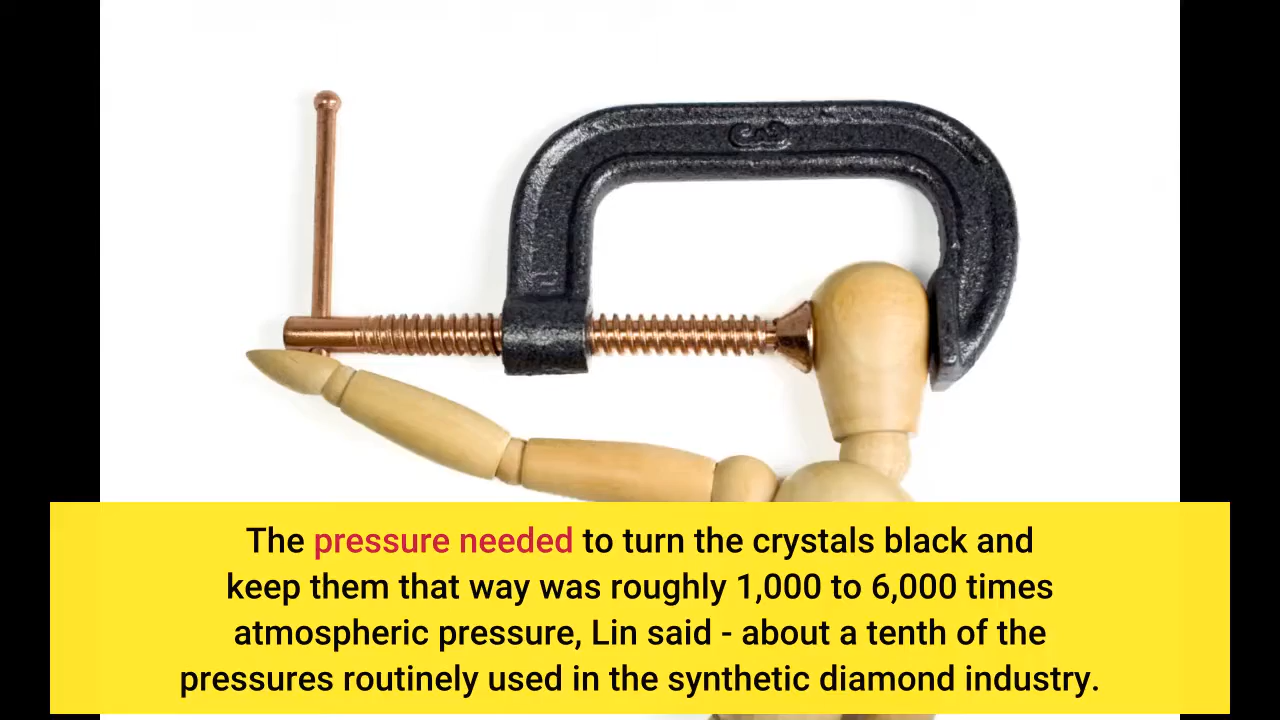 The pressure needed to turn the crystals black and
keep them that way was roughly 1,000 to 6,000 times
atmospheric pressure, Lin said - about a tenth of the
pressures routinely used in the synthetic diamond industry.